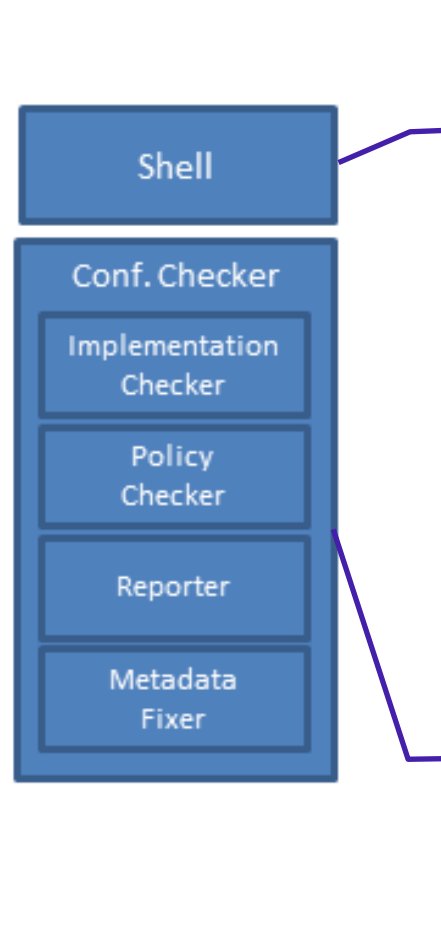 Shell
Conf. Checker
Implementation
Checker
Policy
Checker
Reporter
Metadata
Fixer